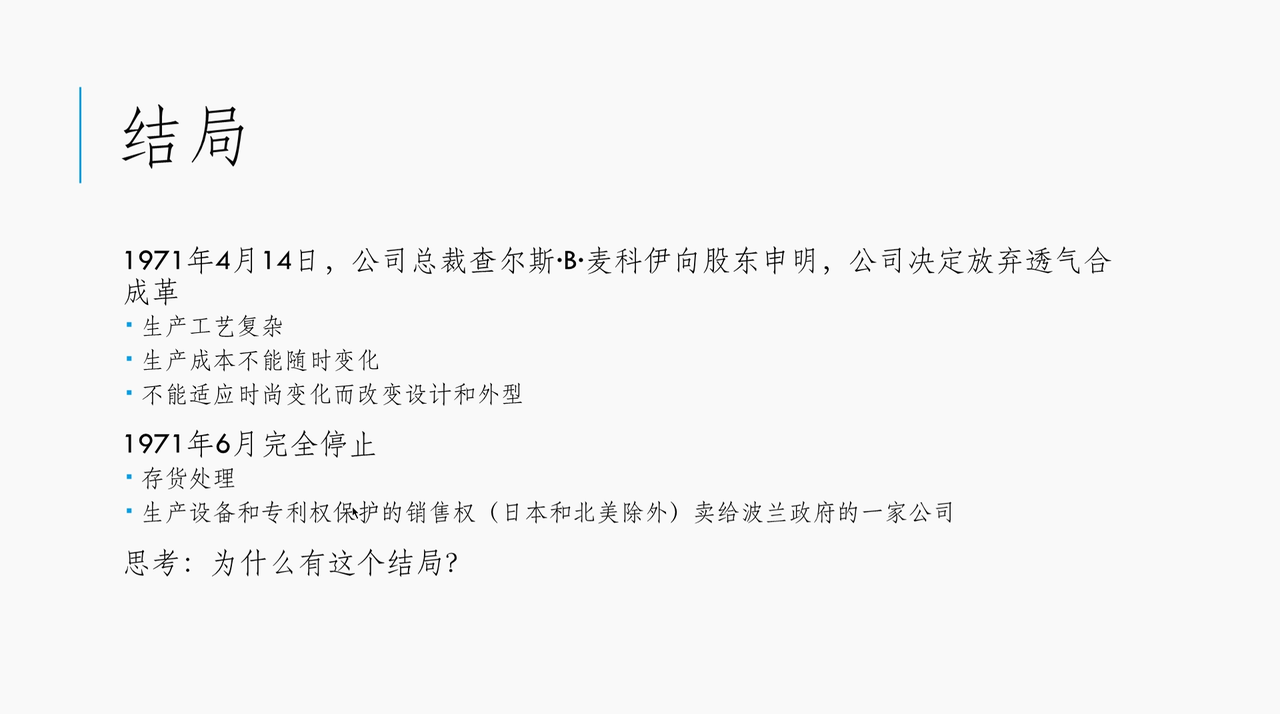 结局
1971年4月14日，公司总裁查尔斯·B·麦科伊向股东申明，公司决定放弃透气合
成革
▪ 生产工艺复杂
▪ 生产成本不能随时变化
▪ 不能适应时尚变化而改变设计和外型
1971年6月完全停止
▪ 存货处理
▪ 生产设备和专利权保护的销售权（日本和北美除外）卖给波兰政府的一家公司
思考：为什么有这个结局？